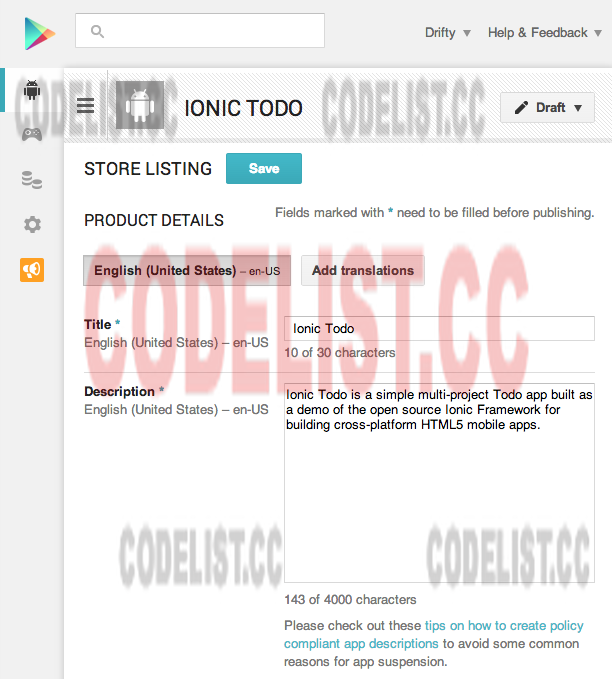 Drifty
Help & Feedback
CODELIST.CC
CODELIST.CC
IONIC TODO
Draft
STORE LISTING
Save
PRODUCT DETAILS
Fields marked with * need to be filled before publishing.
English (United States) – en-US
Add translations
CODELIST.CC
Title *
English (United States) – en-US
Ionic Todo
10 of 30 characters
Description *
English (United States) – en-US
Ionic Todo is a simple multi-project Todo app built as
a demo of the open source Ionic Framework for
building cross-platform HTML5 mobile apps.
CODELIST.CC
CODELIST.CC
143 of 4000 characters
Please check out these tips on how to create policy
compliant app descriptions to avoid some common
reasons for app suspension.